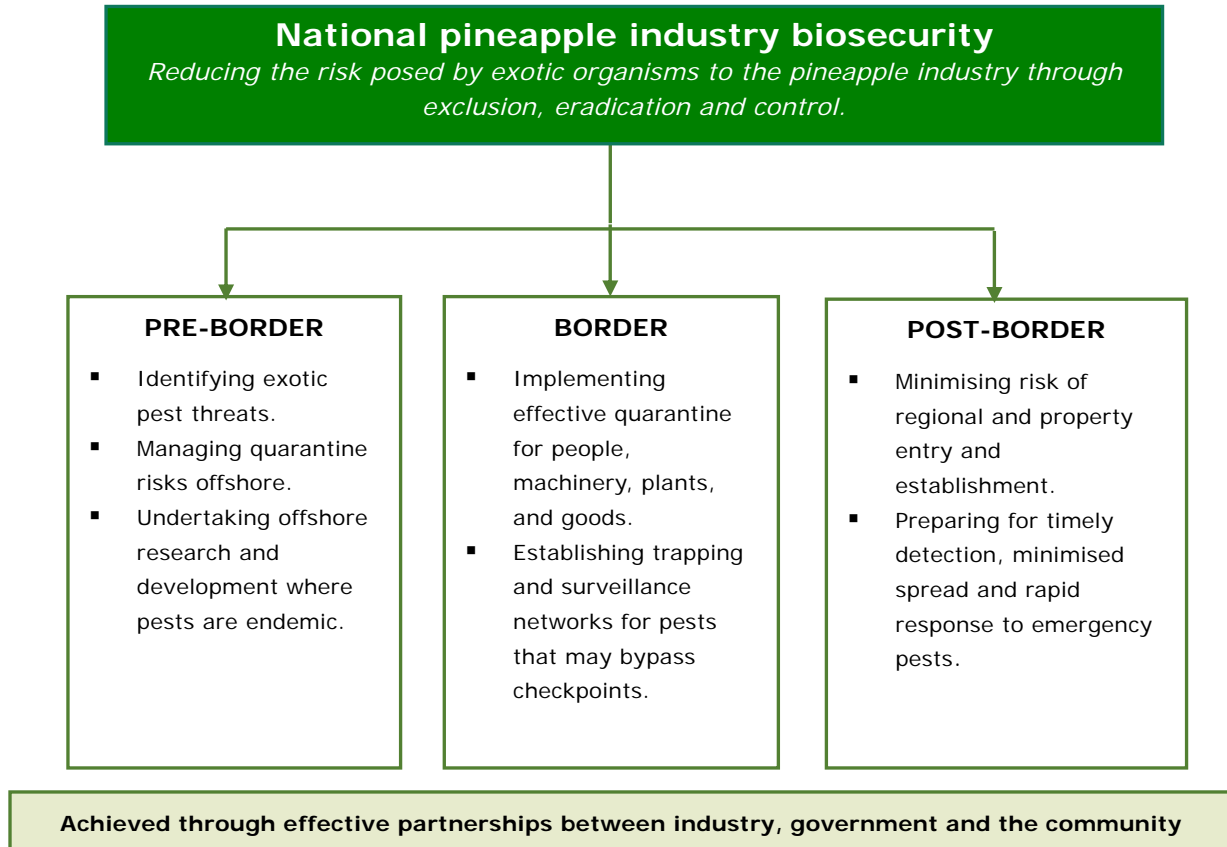 National pineapple industry biosecurity
Reducing the risk posed by exotic organisms to the pineapple industry through
exclusion, eradication and control.
PRE-BORDER
▪ Identifying exotic
pest threats.
▪ Managing quarantine
risks offshore.
▪ Undertaking offshore
research and
development where
pests are endemic.
BORDER
▪ Implementing
effective quarantine
for people,
machinery, plants,
and goods.
▪ Establishing trapping
and surveillance
networks for pests
that may bypass
checkpoints.
POST-BORDER
▪ Minimising risk of
regional and property
entry and
establishment.
▪ Preparing for timely
detection, minimised
spread and rapid
response to emergency
pests.
Achieved through effective partnerships between industry, government and the community